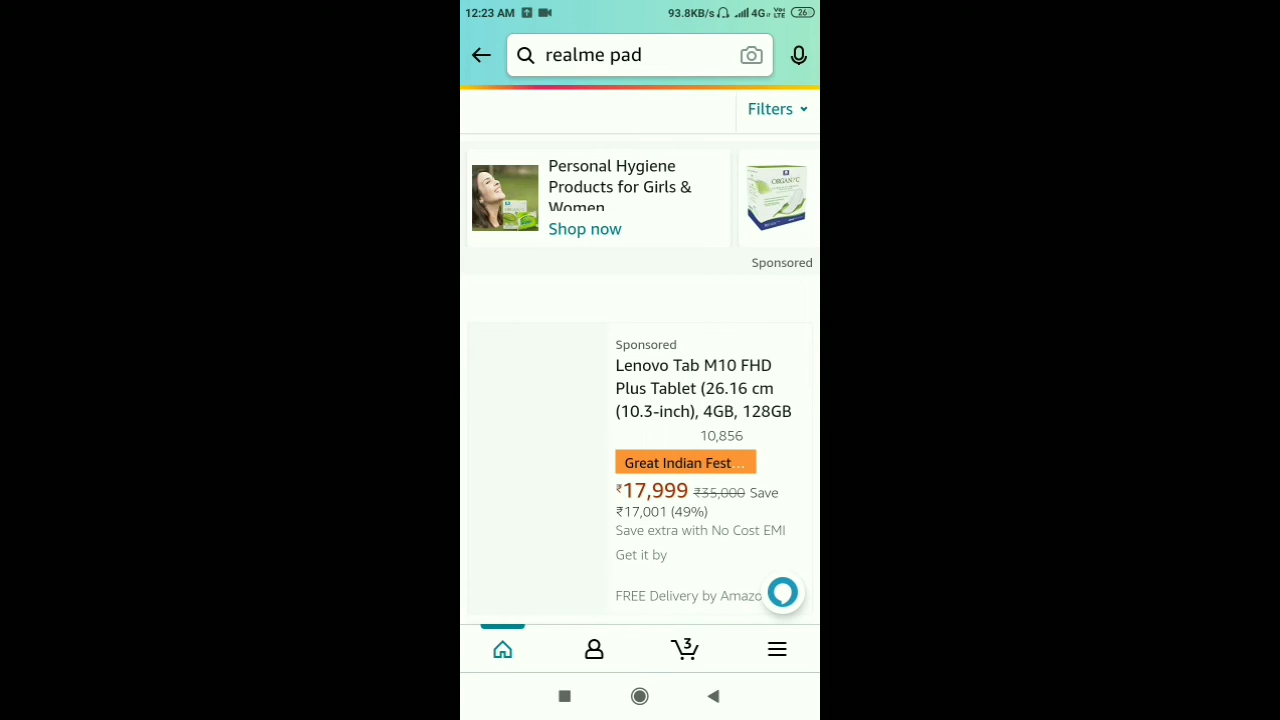 12:23 AM 93.8KB/s 4G Vo LTE 26
realme pad
Filters
Personal Hygiene
Products for Girls &
Women
Shop now
ORGANYC
Sponsored
Sponsored
Lenovo Tab M10 FHD
Plus Tablet (26.16 cm
(10.3-inch), 4GB, 128GB
10,856
Great Indian Fest...
₹17,999 ₹35,000 Save
₹17,001 (49%)
Save extra with No Cost EMI
Get it by
FREE Delivery by Amazo
3